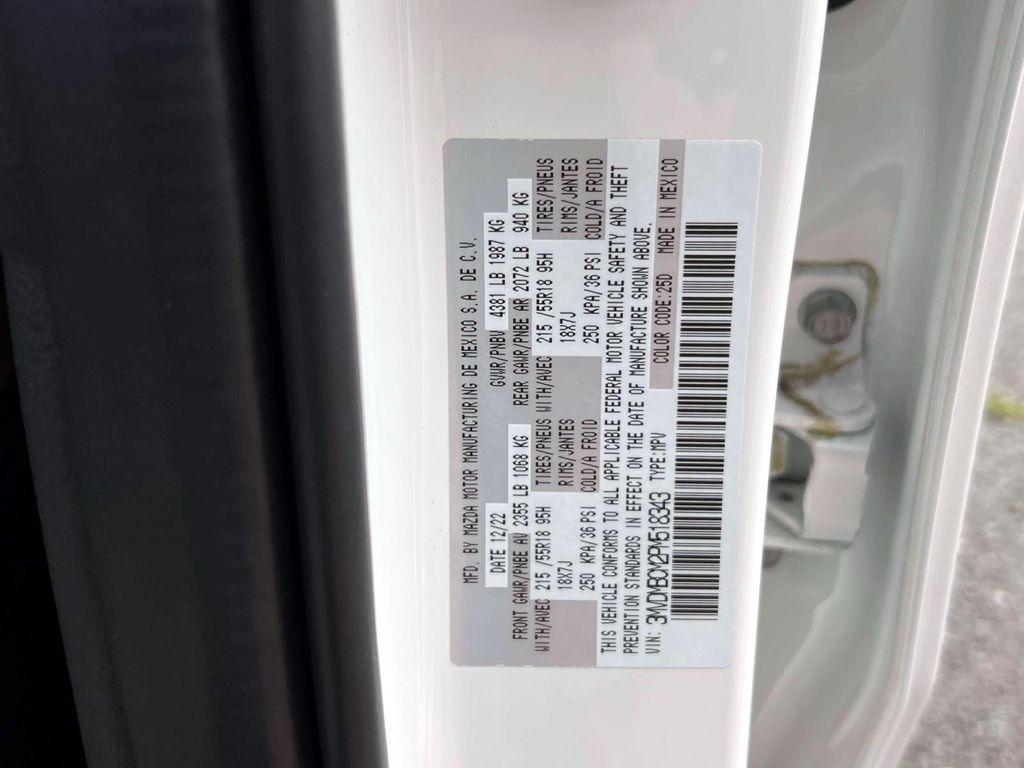 MFD. BY MAZDA MOTOR MANUFACTURING DE MEXICO S.A. DE C.V.
DATE 12/22 GVWR/PNBV 4381 LB 1987 KG
FRONT GAWR/PNBE AU 2355 LB 1068 KG REAR GAWR/PNBE AR 2072 LB 940 KG
WITH/AVEC 215 /55R18 95H TIRES/PNEUS WITH/AVEC 215 /55R18 95H TIRES/PNEUS
18X7J RIMS/JANTES 18X7J RIMS/JANTES
250 KPA/36 PSI COLD/A FROID 250 KPA/36 PSI COLD/A FROID
THIS VEHICLE CONFORMS TO ALL APPLICABLE FEDERAL MOTOR VEHICLE SAFETY AND THEFT
PREVENTION STANDARDS IN EFFECT ON THE DATE OF MANUFACTURE SHOWN ABOVE.
VIN: 3MVDMBCM2PM518343 TYPE:MPV COLOR CODE:25D MADE IN MEXICO